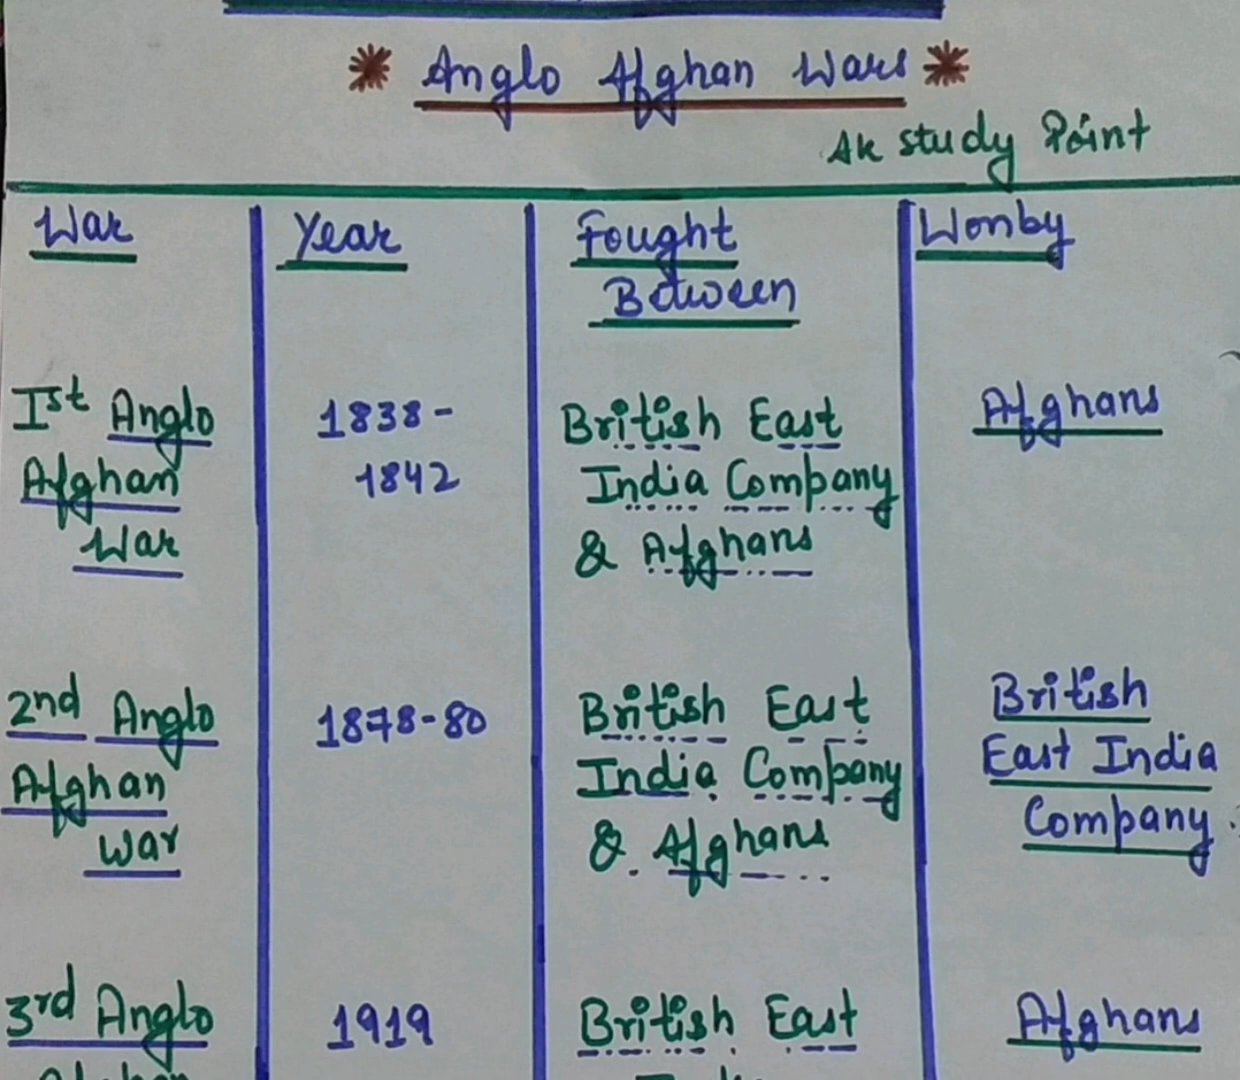 Anglo Afghan Wars
Ak study Point
War Year Fought Between Wonby
Ist Anglo Afghan War 1838-1842 British East India Company & Afghans Afghans
2nd Anglo Afghan war 1878-80 British East India Company & Afghans British East India Company
3rd Anglo 1919 British East Afghans